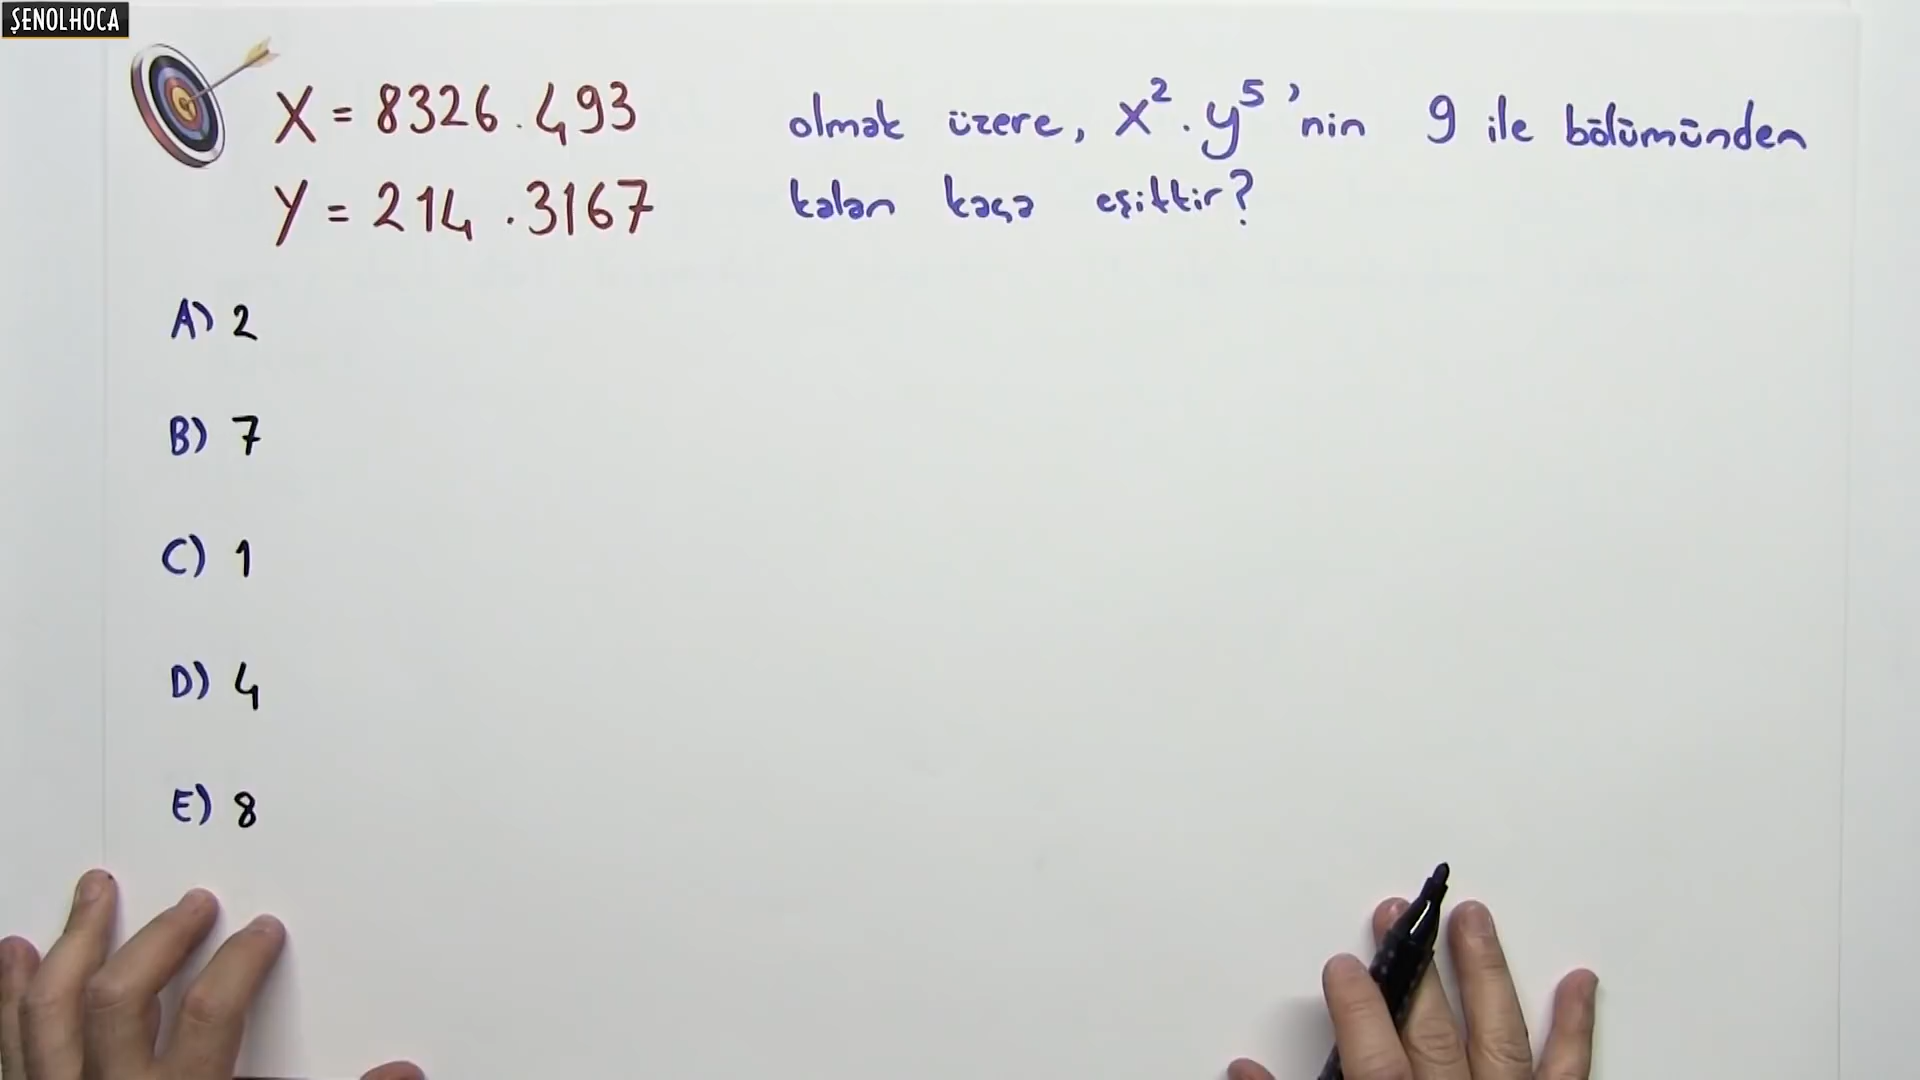 ŞENOLHOCA
X = 8326.493 olmak üzere, x².y⁵'nin 9 ile bölümünden
Y = 214.3167 kalan kaça eşittir?
A) 2
B) 7
C) 1
D) 4
E) 8